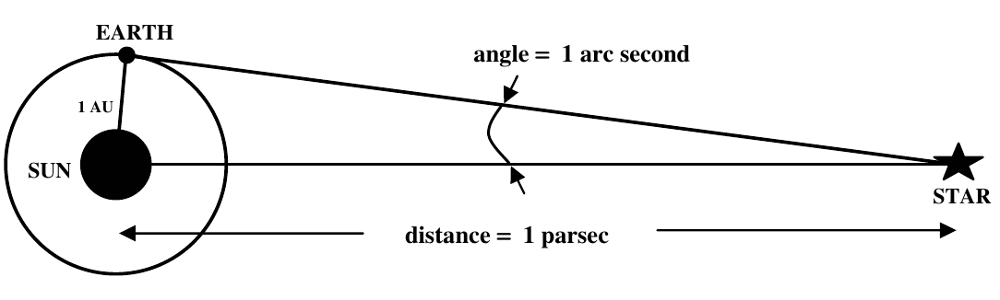 EARTH
angle = 1 arc second
1 AU
SUN
STAR
distance = 1 parsec